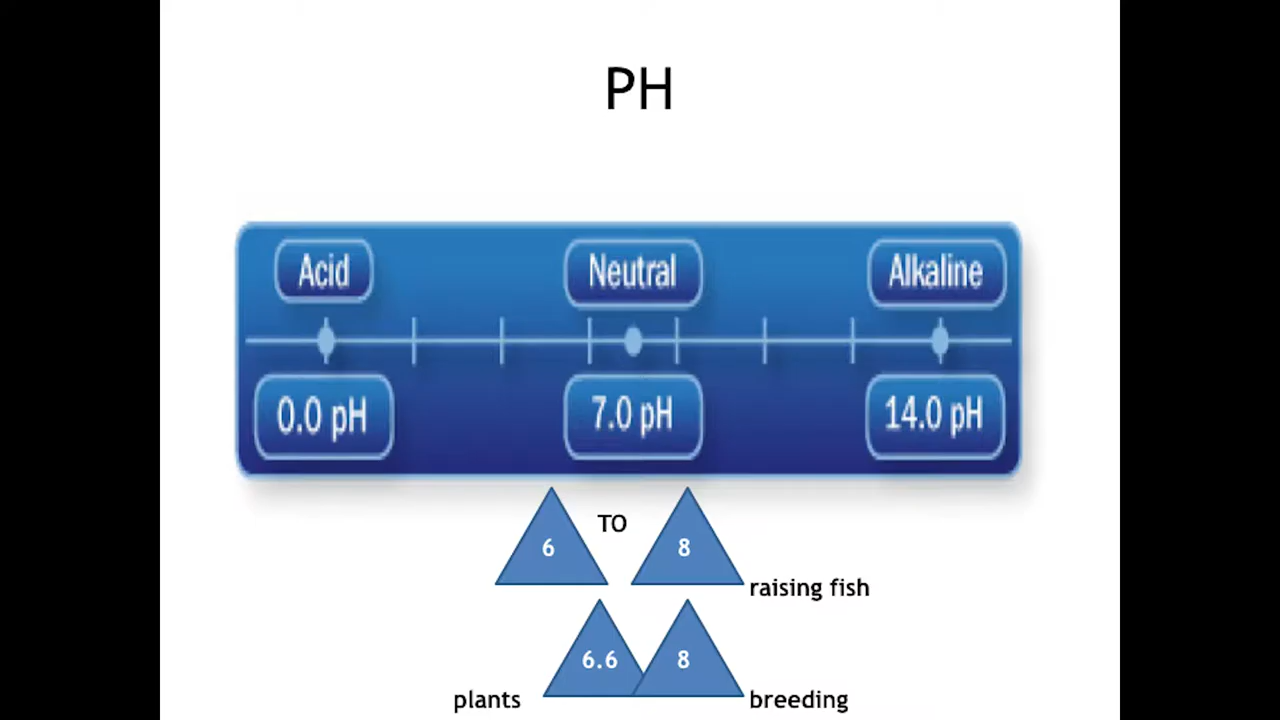 PH
Acid Neutral Alkaline
0.0 pH 7.0 pH 14.0 pH
TO
6 8
raising fish
6.6 8
plants breeding